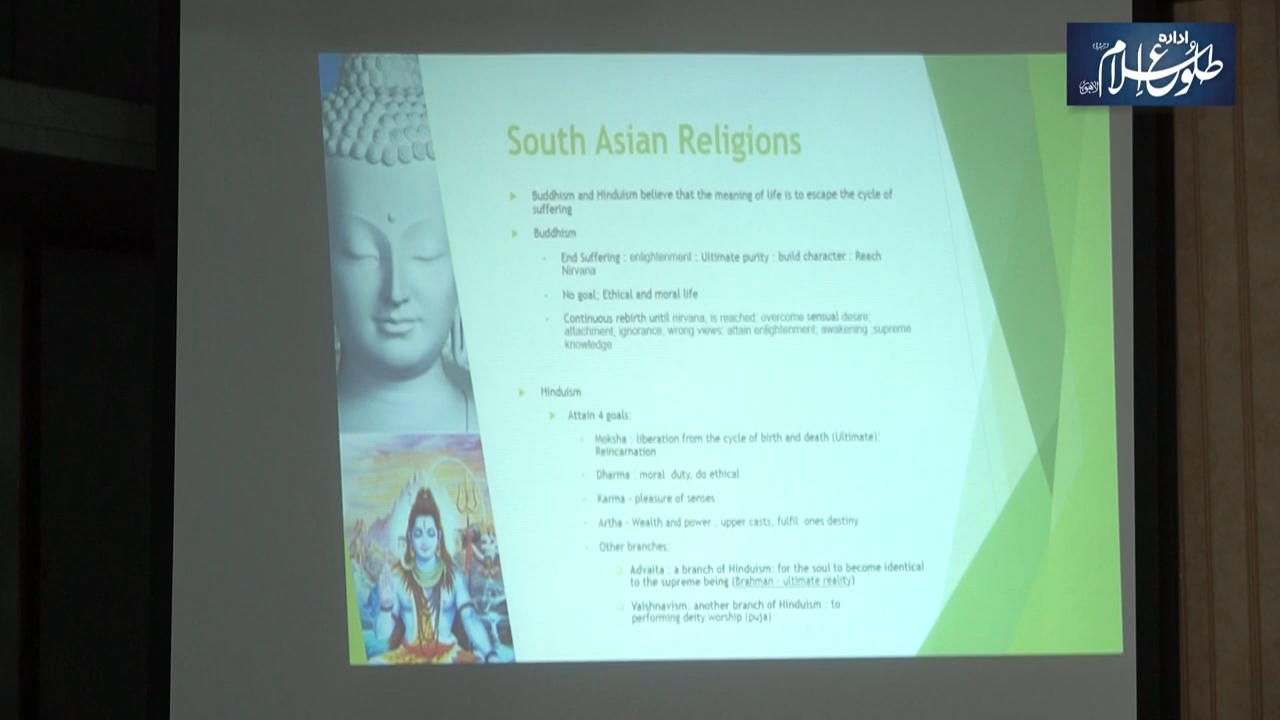 اداره
طلوع اسلام
South Asian Religions
Buddhism and Hinduism believe that the meaning of life is to escape the cycle of
suffering
Buddhism
End Suffering : enlightenment : Ultimate purity : build character : Reach
Nirvana
No goal; Ethical and moral life
Continuous rebirth until nirvana, is reached: overcome sensual desire;
attachment, ignorance, wrong views: attain enlightenment, awakening ,supreme
knowledge
Hinduism
Attain 4 goals:
Moksha : liberation from the cycle of birth and death (Ultimate):
Reincarnation
Dharma : moral duty, do ethical
Karma - pleasure of senses
Artha - Wealth and power , upper casts, fulfil ones destiny
Other branches:
Advaita : a branch of Hinduism: for the soul to become identical
to the supreme being (Brahman - ultimate reality)
Vaishnavism: another branch of Hinduism : to
performing deity worship (puja)